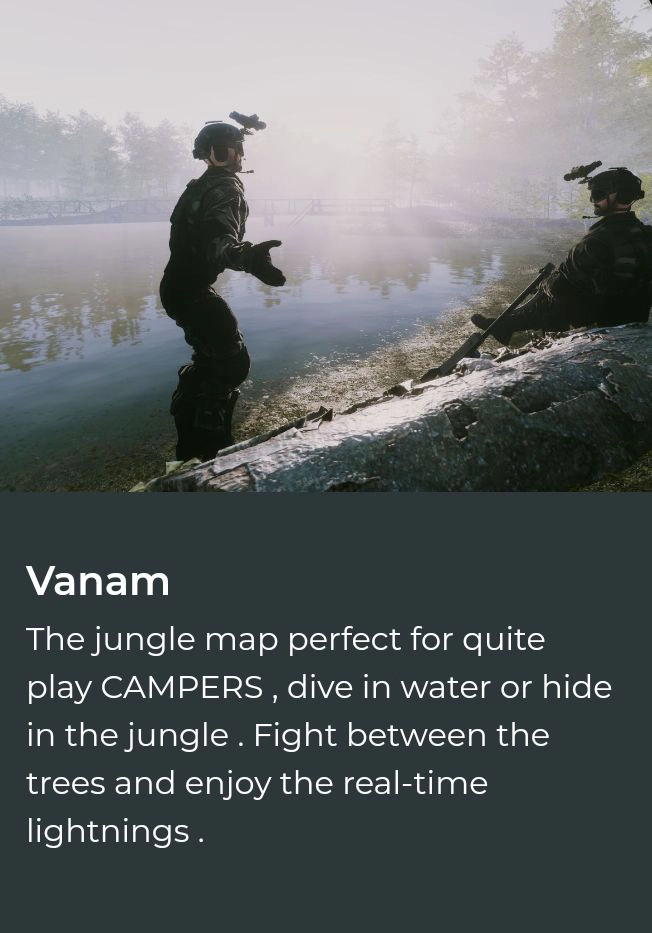 Vanam
The jungle map perfect for quite
play CAMPERS , dive in water or hide
in the jungle . Fight between the
trees and enjoy the real-time
lightnings .